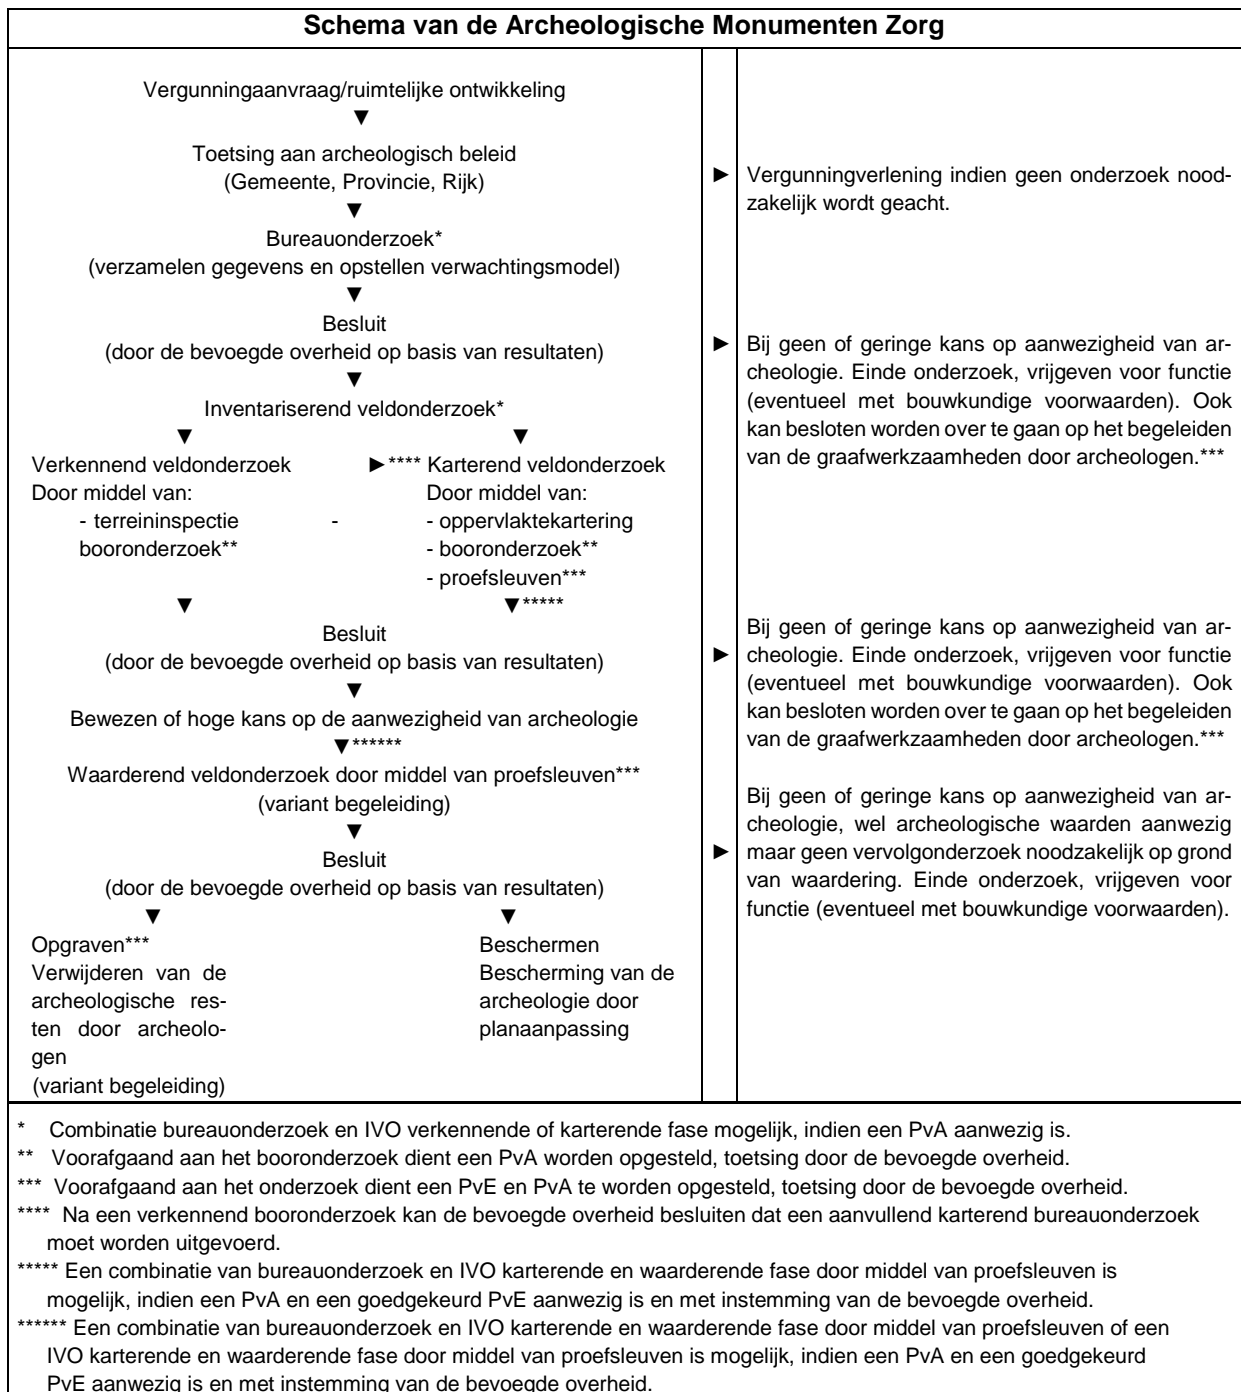 Schema van de Archeologische Monumenten Zorg
Vergunningaanvraag/ruimtelijke ontwikkeling
▼
Toetsing aan archeologisch beleid
(Gemeente, Provincie, Rijk)
► Vergunningverlening indien geen onderzoek nood-
zakelijk wordt geacht.
▼
Bureauonderzoek*
(verzamelen gegevens en opstellen verwachtingsmodel)
▼
Besluit
(door de bevoegde overheid op basis van resultaten)
► Bij geen of geringe kans op aanwezigheid van ar-
cheologie. Einde onderzoek, vrijgeven voor functie
(eventueel met bouwkundige voorwaarden). Ook
kan besloten worden over te gaan op het begeleiden
van de graafwerkzaamheden door archeologen.***
▼
Inventariserend veldonderzoek*
▼ ▼
Verkennend veldonderzoek ►**** Karterend veldonderzoek
Door middel van: Door middel van:
- terreininspectie - - oppervlaktekartering
booronderzoek** - booronderzoek**
- proefsleuven***
▼ ▼*****
Besluit
(door de bevoegde overheid op basis van resultaten)
► Bij geen of geringe kans op aanwezigheid van ar-
cheologie. Einde onderzoek, vrijgeven voor functie
(eventueel met bouwkundige voorwaarden). Ook
kan besloten worden over te gaan op het begeleiden
van de graafwerkzaamheden door archeologen.***
▼
Bewezen of hoge kans op de aanwezigheid van archeologie
▼******
Waarderend veldonderzoek door middel van proefsleuven***
(variant begeleiding)
▼
Besluit
(door de bevoegde overheid op basis van resultaten)
► Bij geen of geringe kans op aanwezigheid van ar-
cheologie, wel archeologische waarden aanwezig
maar geen vervolgonderzoek noodzakelijk op grond
van waardering. Einde onderzoek, vrijgeven voor
functie (eventueel met bouwkundige voorwaarden).
▼ ▼
Opgraven*** Beschermen
Verwijderen van de Bescherming van de
archeologische res- archeologie door
ten door archeolo- planaanpassing
gen
(variant begeleiding)
* Combinatie bureauonderzoek en IVO verkennende of karterende fase mogelijk, indien een PvA aanwezig is.
** Voorafgaand aan het booronderzoek dient een PvA worden opgesteld, toetsing door de bevoegde overheid.
*** Voorafgaand aan het onderzoek dient een PvE en PvA te worden opgesteld, toetsing door de bevoegde overheid.
**** Na een verkennend booronderzoek kan de bevoegde overheid besluiten dat een aanvullend karterend bureauonderzoek
moet worden uitgevoerd.
***** Een combinatie van bureauonderzoek en IVO karterende en waarderende fase door middel van proefsleuven is
mogelijk, indien een PvA en een goedgekeurd PvE aanwezig is en met instemming van de bevoegde overheid.
****** Een combinatie van bureauonderzoek en IVO karterende en waarderende fase door middel van proefsleuven of een
IVO karterende en waarderende fase door middel van proefsleuven is mogelijk, indien een PvA en een goedgekeurd
PvE aanwezig is en met instemming van de bevoegde overheid.